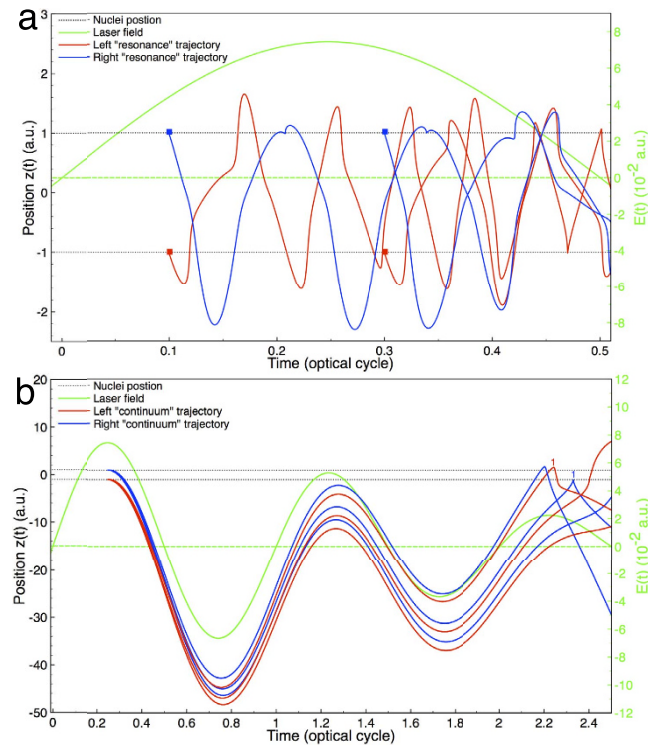 a
3
2
1
0
-1
-2
Position z(t) (a.u.)
Nuclei position
Laser field
Left "resonance" trajectory
Right "resonance" trajectory
8
6
4
2
0
-2
-4
-6
-8
E(t) (10-2 a.u.)
0 0.1 0.2 0.3 0.4 0.5
Time (optical cycle)
b
20
10
0
-10
-20
-30
-40
-50
Position z(t) (a.u.)
Nuclei postion
Laser field
Left "continuum" trajectory
Right "continuum" trajectory
1
1
12
10
8
6
4
2
0
-2
-4
-6
-8
-10
-12
E(t) (10-2 a.u.)
0 0.2 0.4 0.6 0.8 1 1.2 1.4 1.6 1.8 2 2.2 2.4
Time (optical cycle)